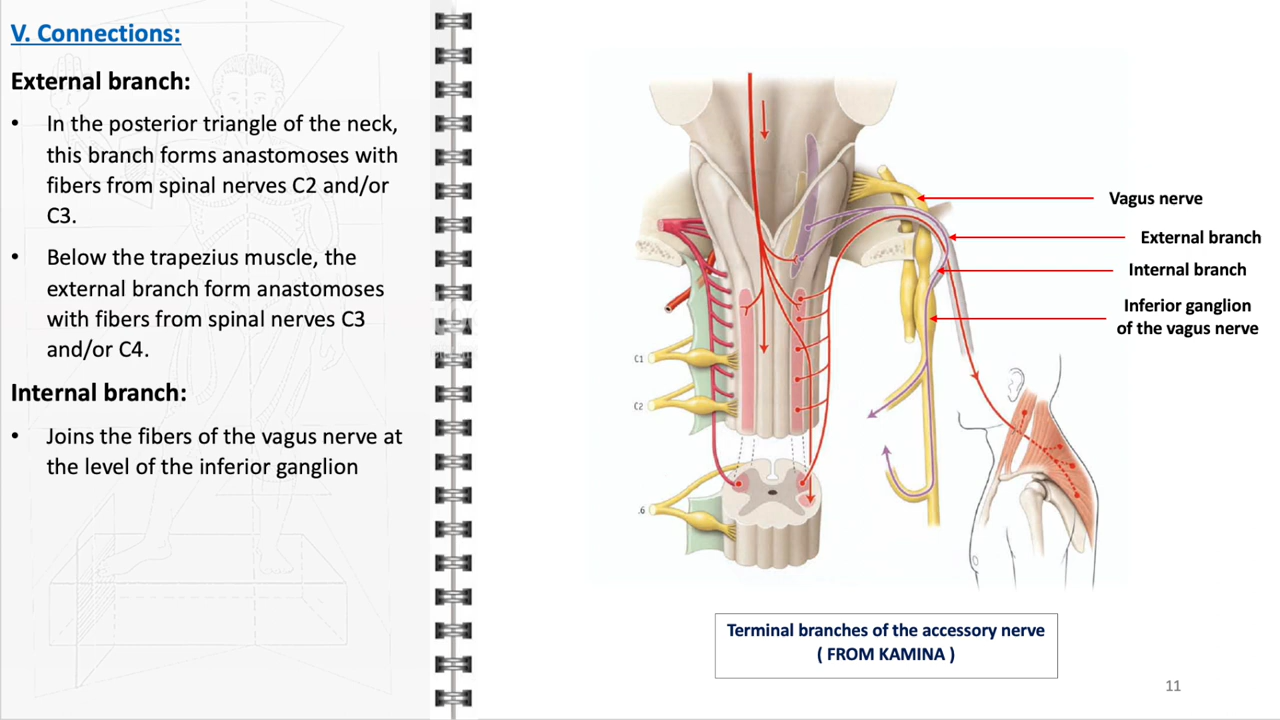 V. Connections:
External branch:
• In the posterior triangle of the neck,
this branch forms anastomoses with
fibers from spinal nerves C2 and/or
C3.
• Below the trapezius muscle, the
external branch form anastomoses
with fibers from spinal nerves C3
and/or C4.
Internal branch:
• Joins the fibers of the vagus nerve at
the level of the inferior ganglion
Vagus nerve
External branch
Internal branch
Inferior ganglion
of the vagus nerve
C1
C2
.6
Terminal branches of the accessory nerve
( FROM KAMINA )
11